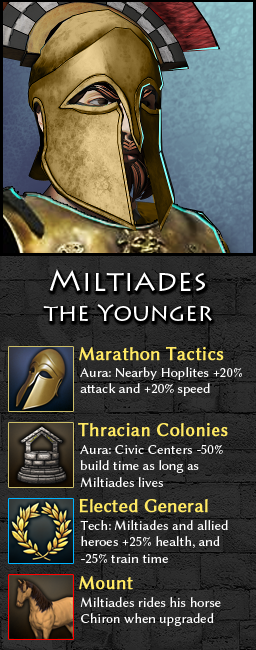 Miltiades
the Younger
Marathon Tactics
Aura: Nearby Hoplites +20%
attack and +20% speed
Thracian Colonies
Aura: Civic Centers -50%
build time as long as
Miltiades lives
Elected General
Tech: Miltiades and allied
heroes +25% health, and
-25% train time
Mount
Miltiades rides his horse
Chiron when upgraded